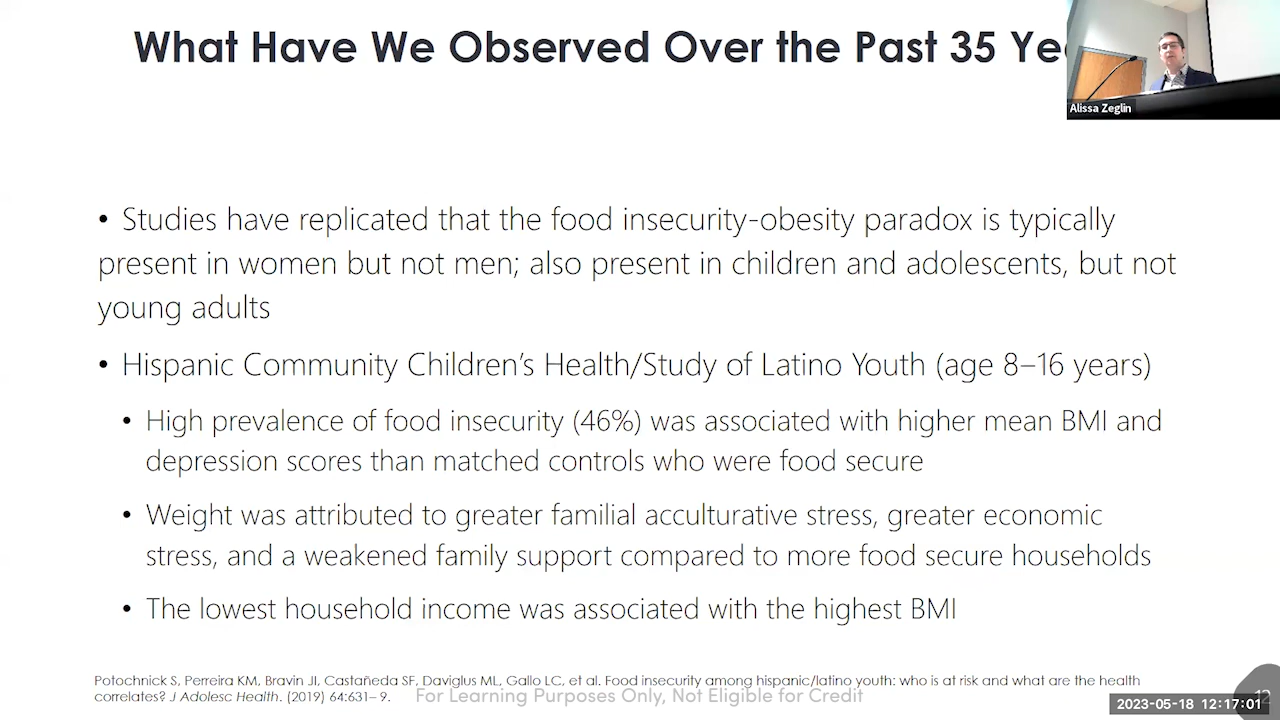 What Have We Observed Over the Past 35 Ye
Alissa Zeglin
• Studies have replicated that the food insecurity-obesity paradox is typically
present in women but not men; also present in children and adolescents, but not
young adults
• Hispanic Community Children’s Health/Study of Latino Youth (age 8–16 years)
• High prevalence of food insecurity (46%) was associated with higher mean BMI and
depression scores than matched controls who were food secure
• Weight was attributed to greater familial acculturative stress, greater economic
stress, and a weakened family support compared to more food secure households
• The lowest household income was associated with the highest BMI
Potochnick S, Perreira KM, Bravin JI, Castañeda SF, Daviglus ML, Gallo LC, et al. Food insecurity among hispanic/latino youth: who is at risk and what are the health
correlates? J Adolesc Health. (2019) 64:631– 9.
For Learning Purposes Only, Not Eligible for Credit
12
2023-05-18 12:17:01